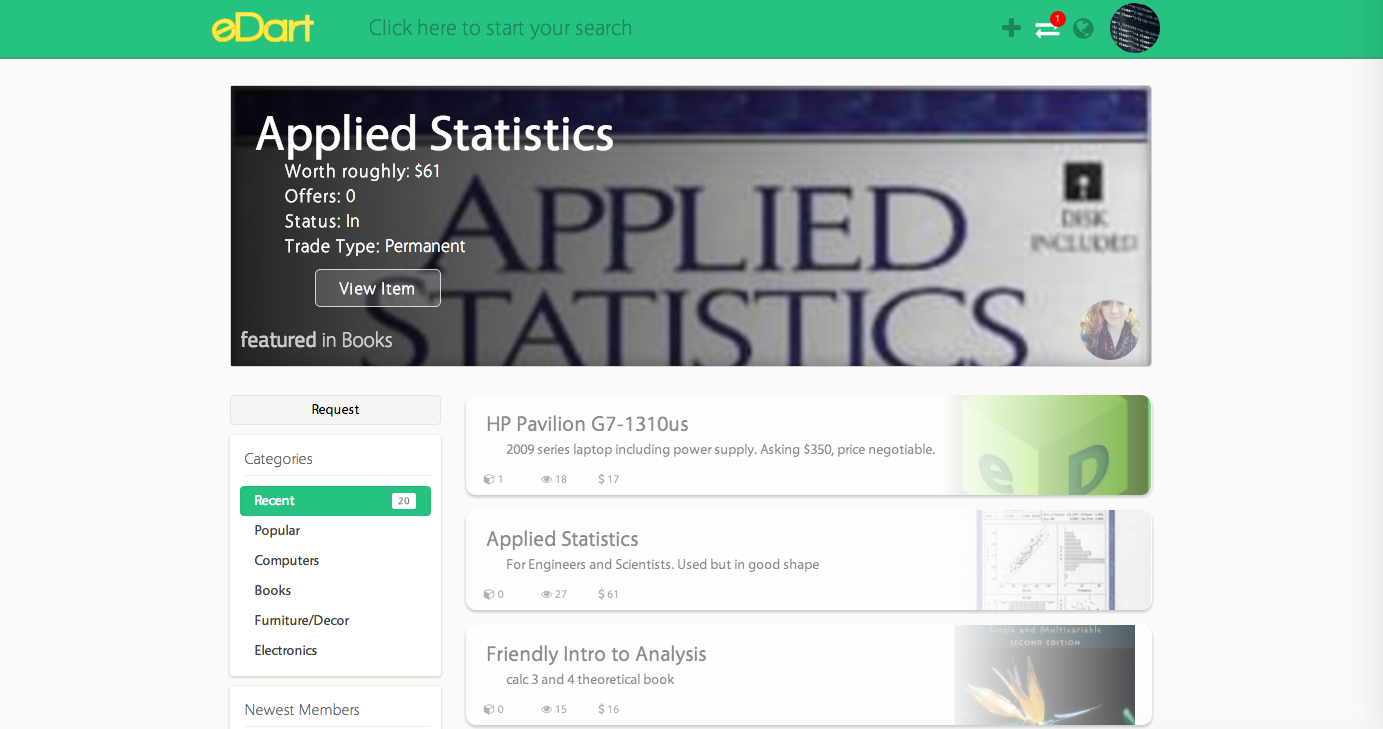 eDart
Click here to start your search
1
Applied Statistics
Worth roughly: $61
Offers: 0
Status: In
Trade Type: Permanent
View Item
featured in Books
APPLIED
STATISTICS
DISK
INCLUDED
Request
Categories
Recent 20
Popular
Computers
Books
Furniture/Decor
Electronics
Newest Members
HP Pavilion G7-1310us
2009 series laptop including power supply. Asking $350, price negotiable.
1 18 $ 17
e D
Applied Statistics
For Engineers and Scientists. Used but in good shape
0 27 $ 61
Friendly Intro to Analysis
calc 3 and 4 theoretical book
0 15 $ 16
Single and Multivariable
SECOND EDITION